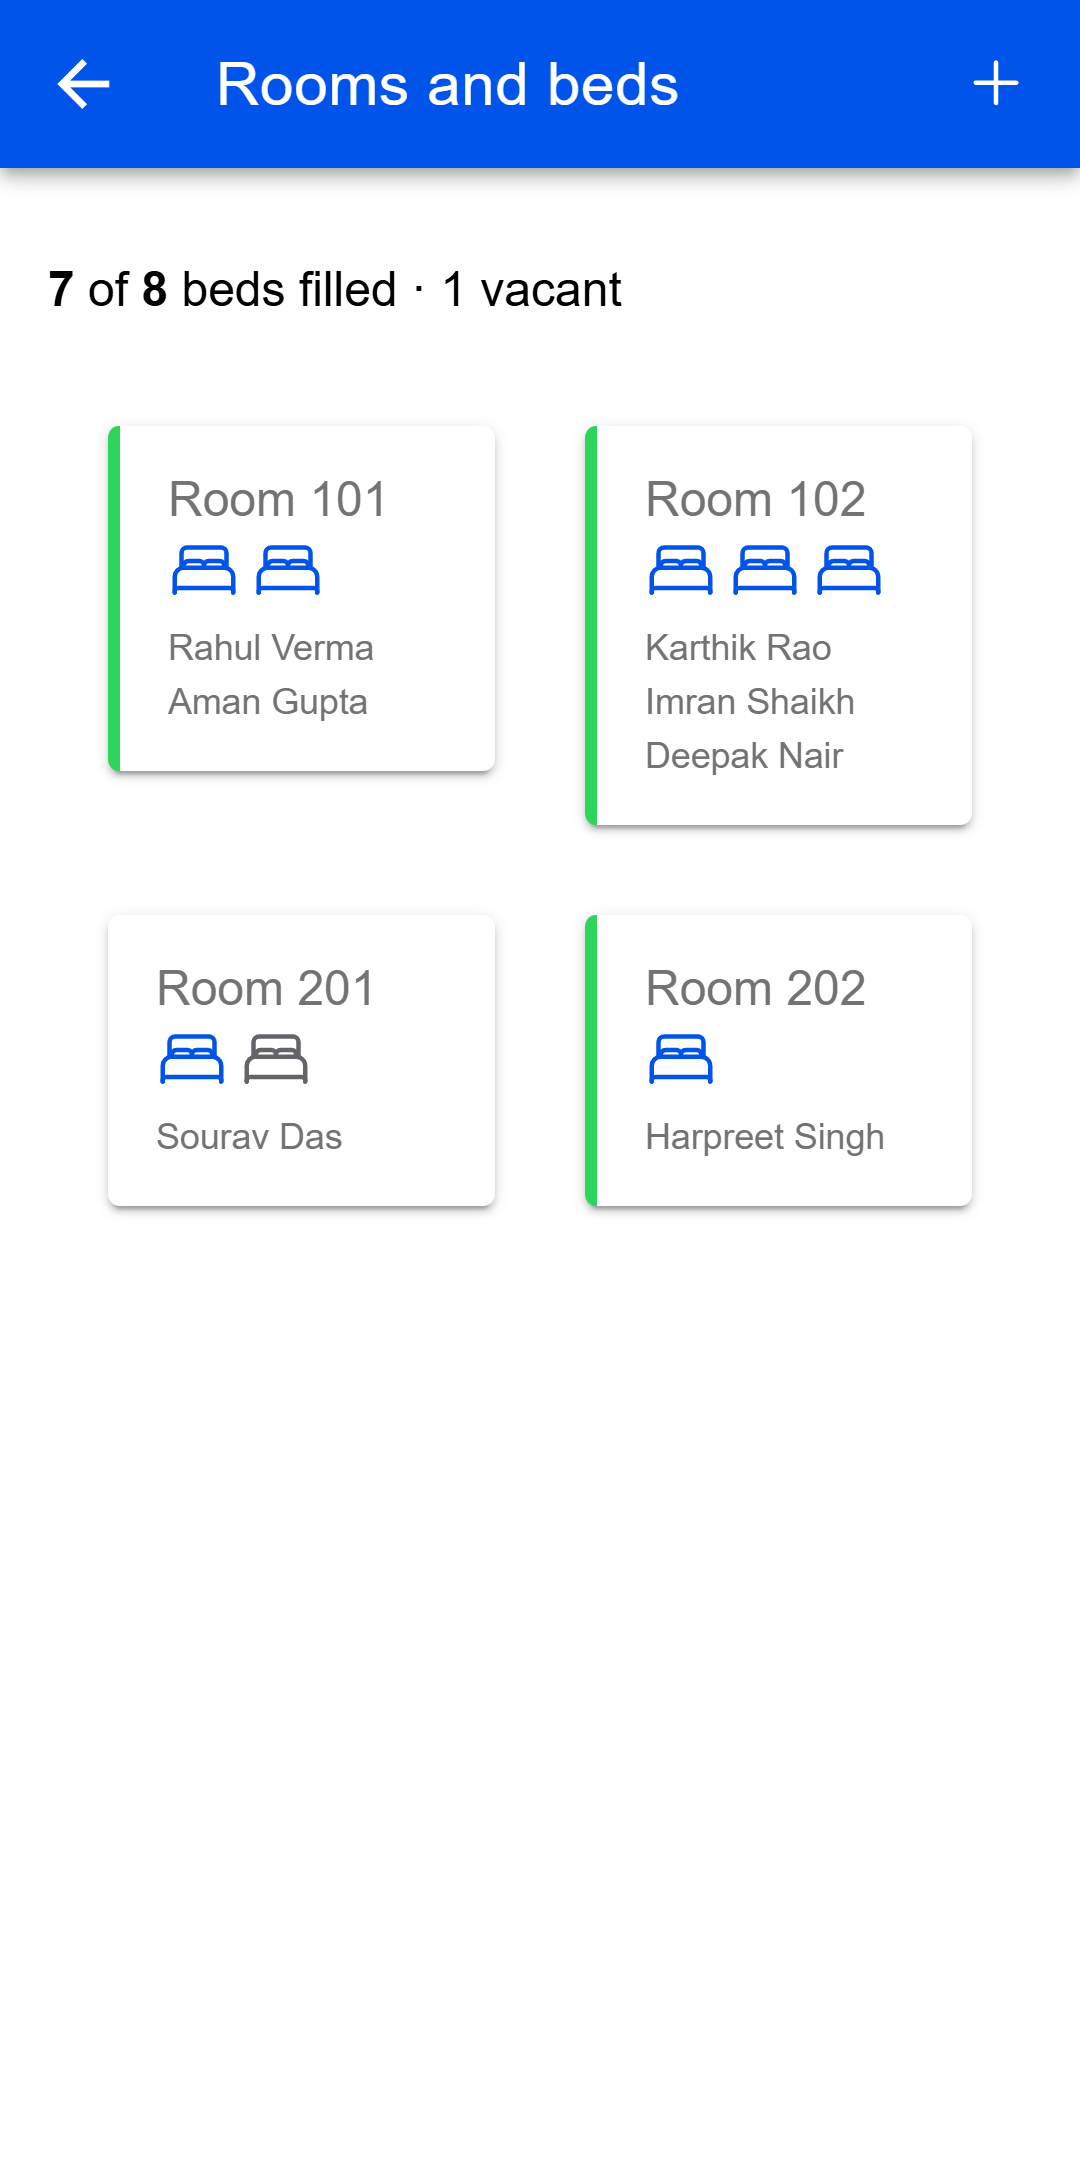 Rooms and beds
7 of 8 beds filled · 1 vacant
Room 101
Rahul Verma
Aman Gupta
Room 102
Karthik Rao
Imran Shaikh
Deepak Nair
Room 201
Sourav Das
Room 202
Harpreet Singh